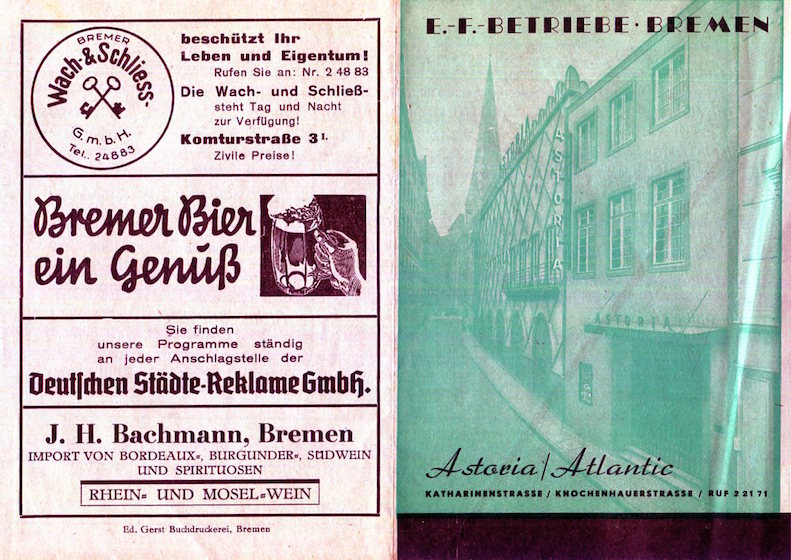 BREMER
Wach-&Schliess-
G.m.b.H.
Tel.: 24883
beschützt Ihr
Leben und Eigentum!
Rufen Sie an: Nr. 2 48 83
Die Wach- und Schließ-
steht Tag und Nacht
zur Verfügung!
Komturstraße 3 I.
Zivile Preise!
Bremer Bier
ein Genuß
Sie finden
unsere Programme ständig
an jeder Anschlagstelle der
Deutschen Städte-Reklame GmbH.
J. H. Bachmann, Bremen
IMPORT VON BORDEAUX-, BURGUNDER-, SÜDWEIN
UND SPIRITUOSEN
RHEIN- UND MOSEL-WEIN
Ed. Gerst Buchdruckerei, Bremen
E.-F.-BETRIEBE · BREMEN
ASTORIA
ASTORIA
Astoria / Atlantic
KATHARINENSTRASSE / KNOCHENHAUERSTRASSE / RUF 2 21 71